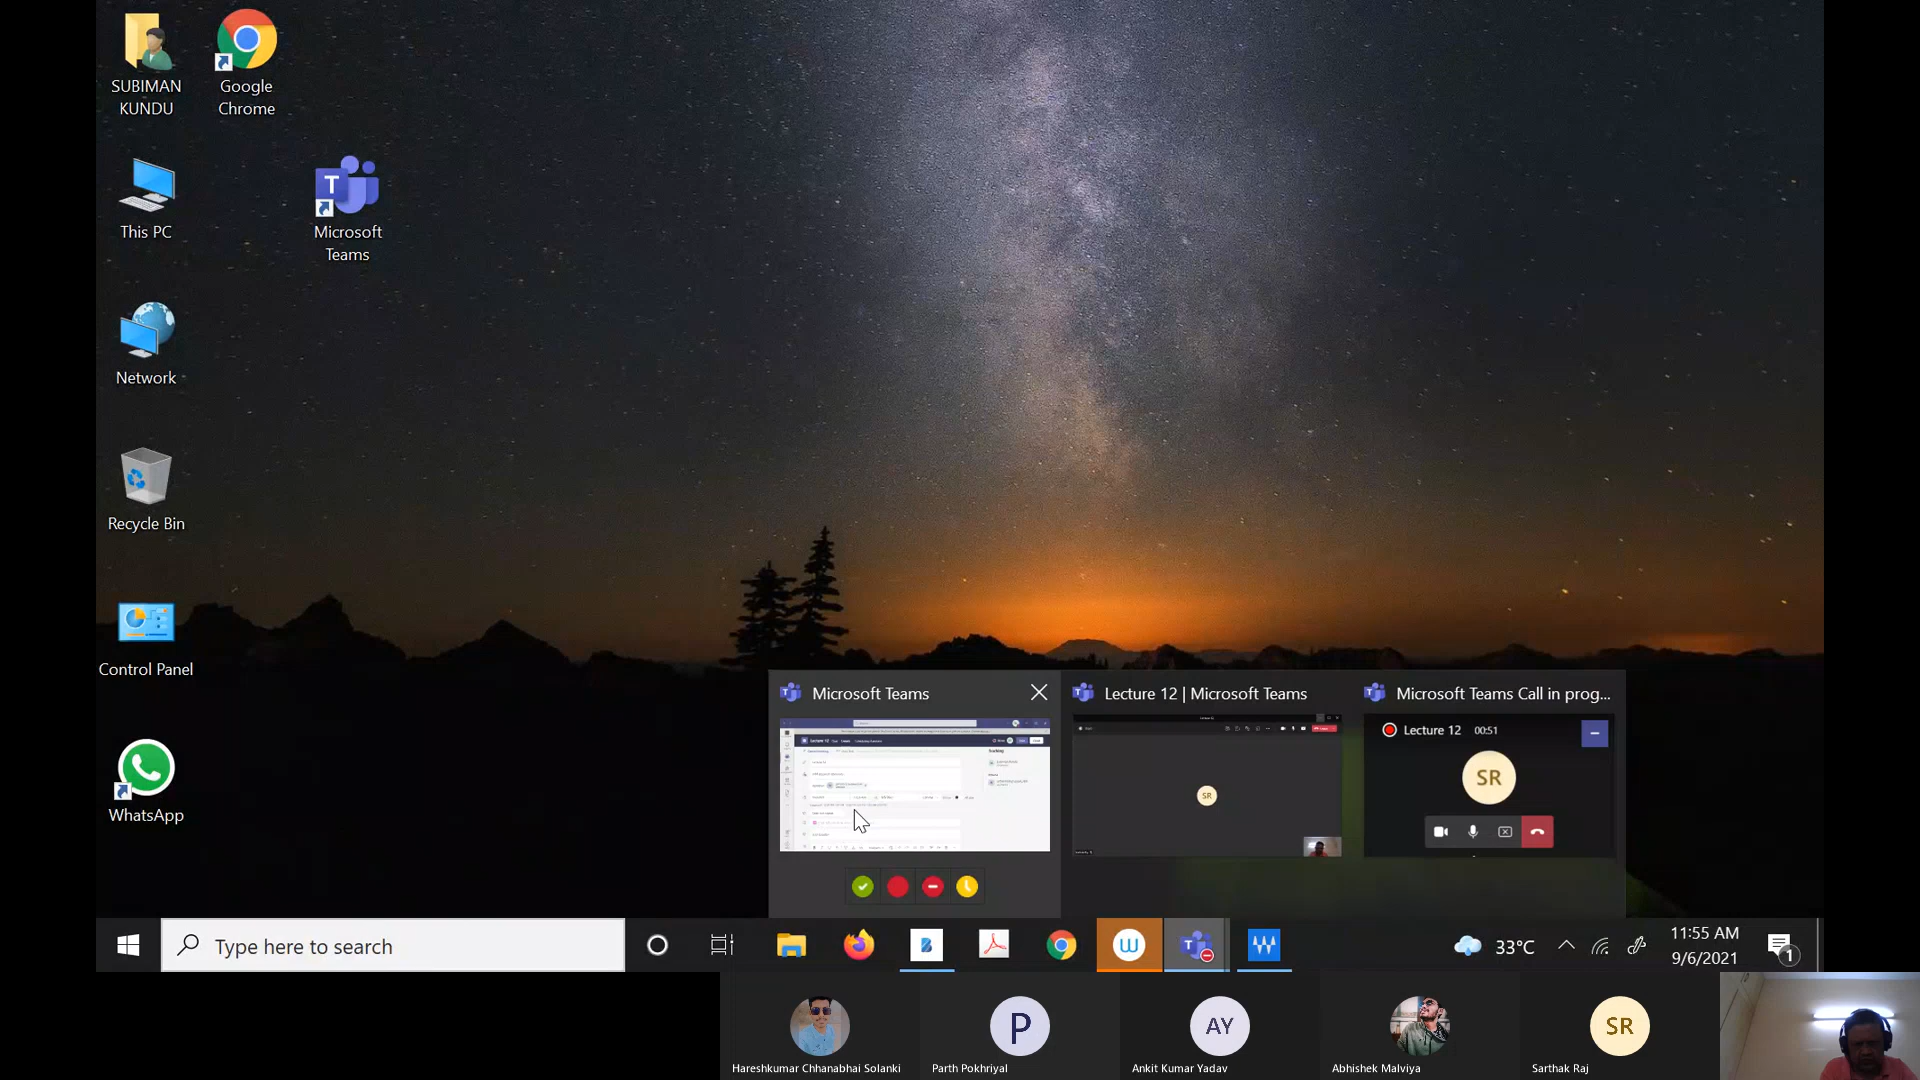 SUBIMAN
KUNDU
Google
Chrome
This PC
Microsoft
Teams
Network
Recycle Bin
Control Panel
WhatsApp
Microsoft Teams
Lecture 12 | Microsoft Teams
Microsoft Teams Call in prog...
Lecture 12 00:51
SR
SR
Type here to search
33°C
11:55 AM
9/6/2021
1
P
AY
SR
Hareshkumar Chhanabhai Solanki
Parth Pokhriyal
Ankit Kumar Yadav
Abhishek Malviya
Sarthak Raj